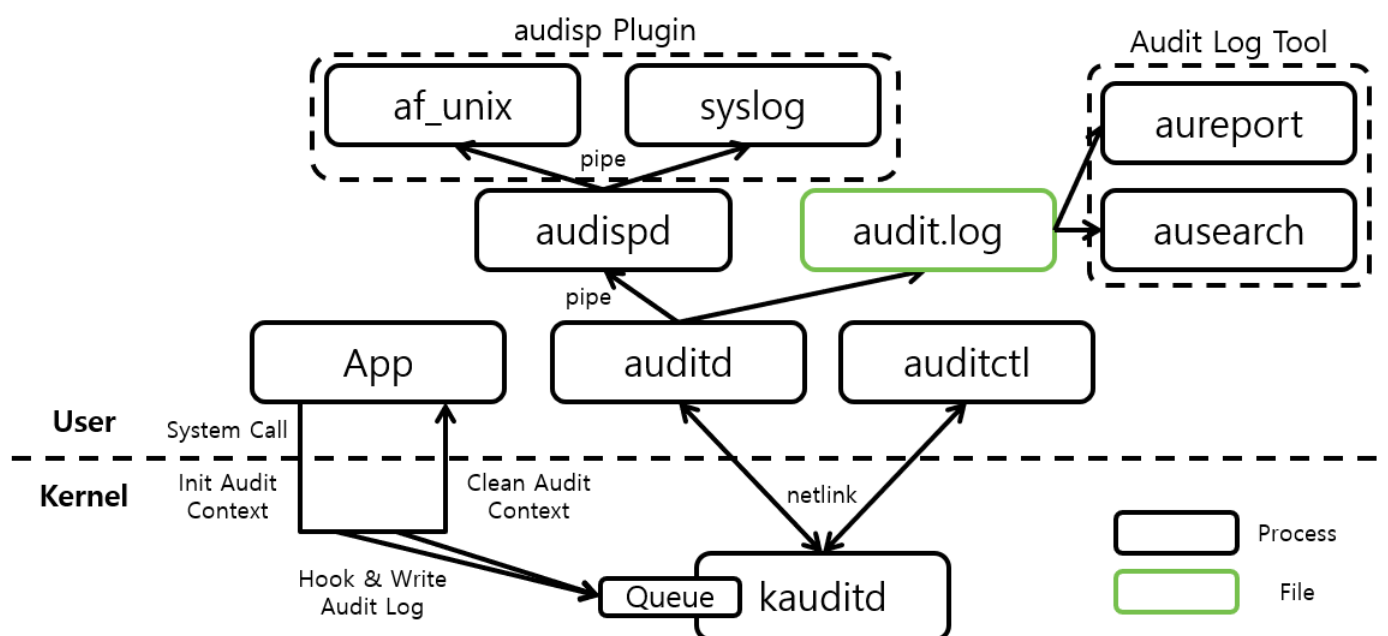 audisp Plugin
Audit Log Tool
af_unix
syslog
aureport
pipe
audispd
audit.log
ausearch
pipe
App
auditd
auditctl
User
System Call
Kernel
Init Audit
Context
Clean Audit
Context
netlink
Process
Hook & Write
Audit Log
Queue
kauditd
File